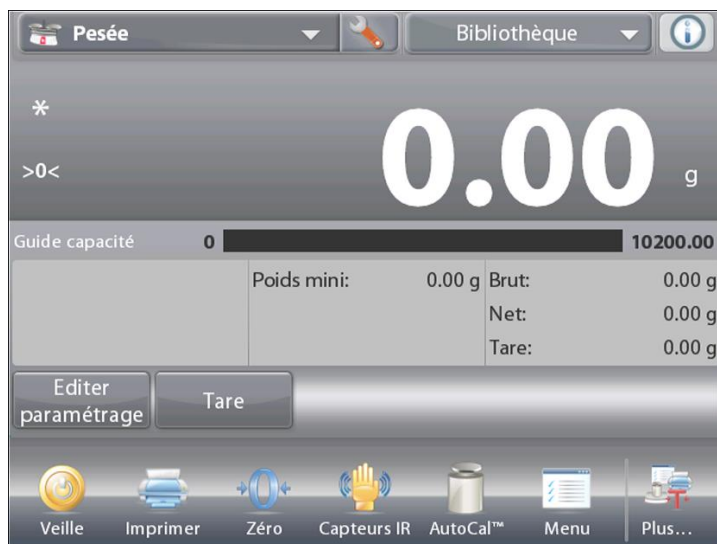 Pesée
Bibliothèque
*
>0<
0.00 g
Guide capacité 0 10200.00
Poids mini: 0.00 g Brut: 0.00 g
Net: 0.00 g
Tare: 0.00 g
Editer
paramétrage
Tare
Veille Imprimer Zéro Capteurs IR AutoCal™ Menu Plus...